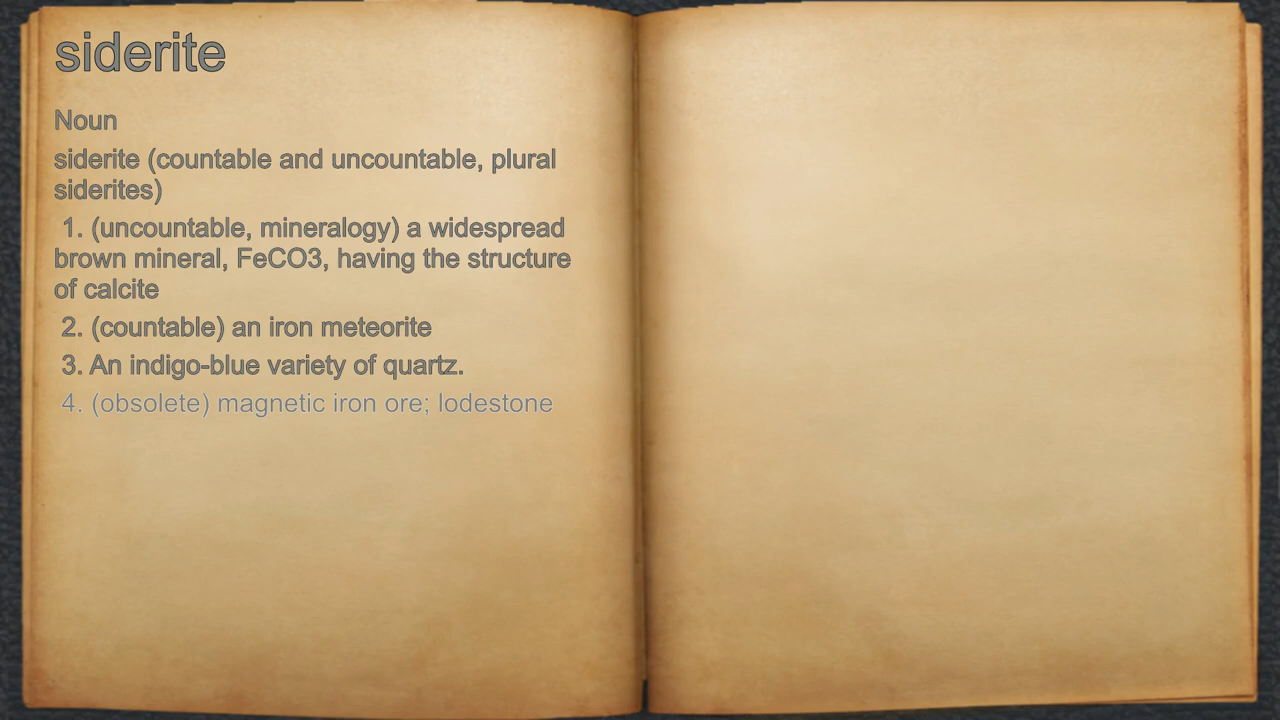 siderite
Noun
siderite (countable and uncountable, plural
siderites)
1. (uncountable, mineralogy) a widespread
brown mineral, FeCO3, having the structure
of calcite
2. (countable) an iron meteorite
3. An indigo-blue variety of quartz.
4. (obsolete) magnetic iron ore; lodestone